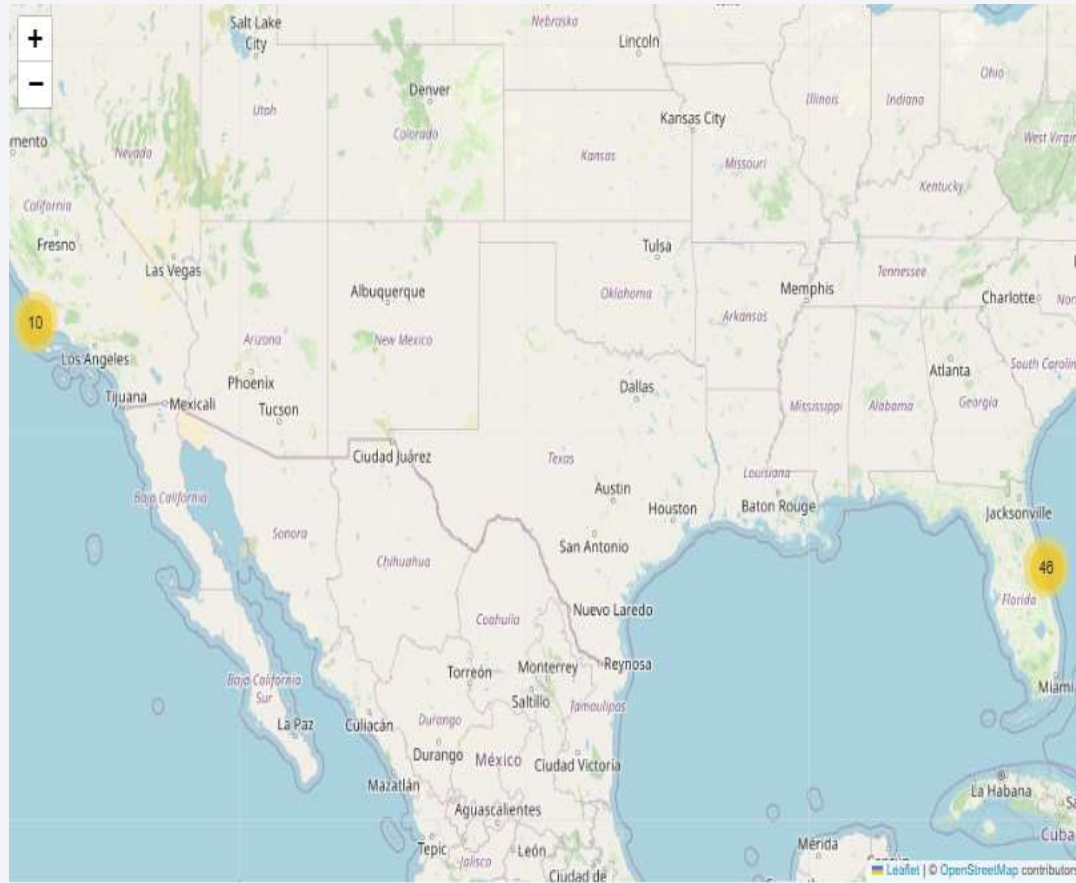 +
−
Salt Lake
City
Nebraska
Lincoln
Denver
Utah
Colorado
Kansas City
Kansas
Missouri
Illinois
Indiana
Ohio
West Virgin
mento
Nevada
California
Fresno
Kentucky
Las Vegas
Tulsa
Tennessee
Albuquerque
Oklahoma
Memphis
Charlotte
Nor
10
Arkansas
Los Angeles
Arizona
New Mexico
South Carolin
Atlanta
Phoenix
Dallas
Tijuana
Mexicali
Tucson
Mississippi
Alabama
Georgia
Ciudad Juárez
Texas
Louisiana
Baja California
Austin
Houston
Baton Rouge
Jacksonville
Sonora
San Antonio
Chihuahua
46
Florida
Coahuila
Nuevo Laredo
Torreón
Monterrey
Reynosa
Baja California
Sur
Saltillo
Tamaulipas
Miami
La Paz
Culiacán
Durango
Durango
México
Ciudad Victoria
Mazatlán
La Habana
Sa
Aguascalientes
Cuba
Tepic
León
Mérida
Jalisco
Ciudad de
Leaflet | © OpenStreetMap contributors